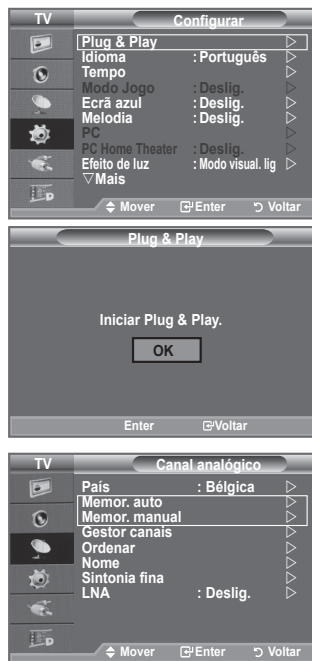 TV Configurar
Plug & Play
Idioma : Português
Tempo
Modo Jogo : Deslig.
Ecrã azul : Deslig.
Melodia : Deslig.
PC
PC Home Theater : Deslig.
Efeito de luz : Modo visual. lig
▽Mais
Mover Enter Voltar
Plug & Play
Iniciar Plug & Play.
OK
Enter Voltar
TV Canal analógico
País : Bélgica
Memor. auto
Memor. manual
Gestor canais
Ordenar
Nome
Sintonia fina
LNA : Deslig.
Mover Enter Voltar